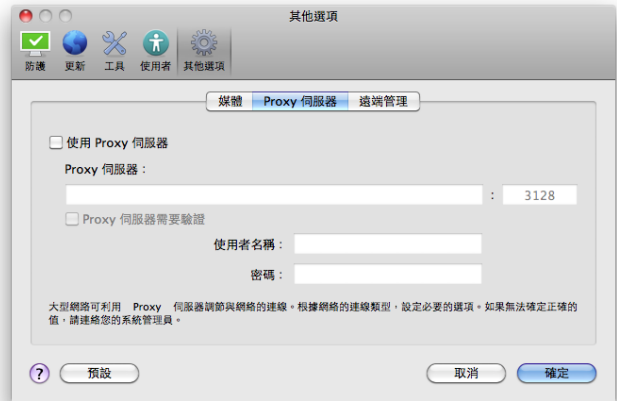 其他選項
防護 更新 工具 使用者 其他選項
媒體 Proxy 伺服器 遠端管理
使用 Proxy 伺服器
Proxy 伺服器：
: 3128
Proxy 伺服器需要驗證
使用者名稱：
密碼：
大型網路可利用 Proxy 伺服器調節與網絡的連線。根據網絡的連線類型，設定必要的選項。如果無法確定正確的
值，請連絡您的系統管理員。
? 預設 取消 確定